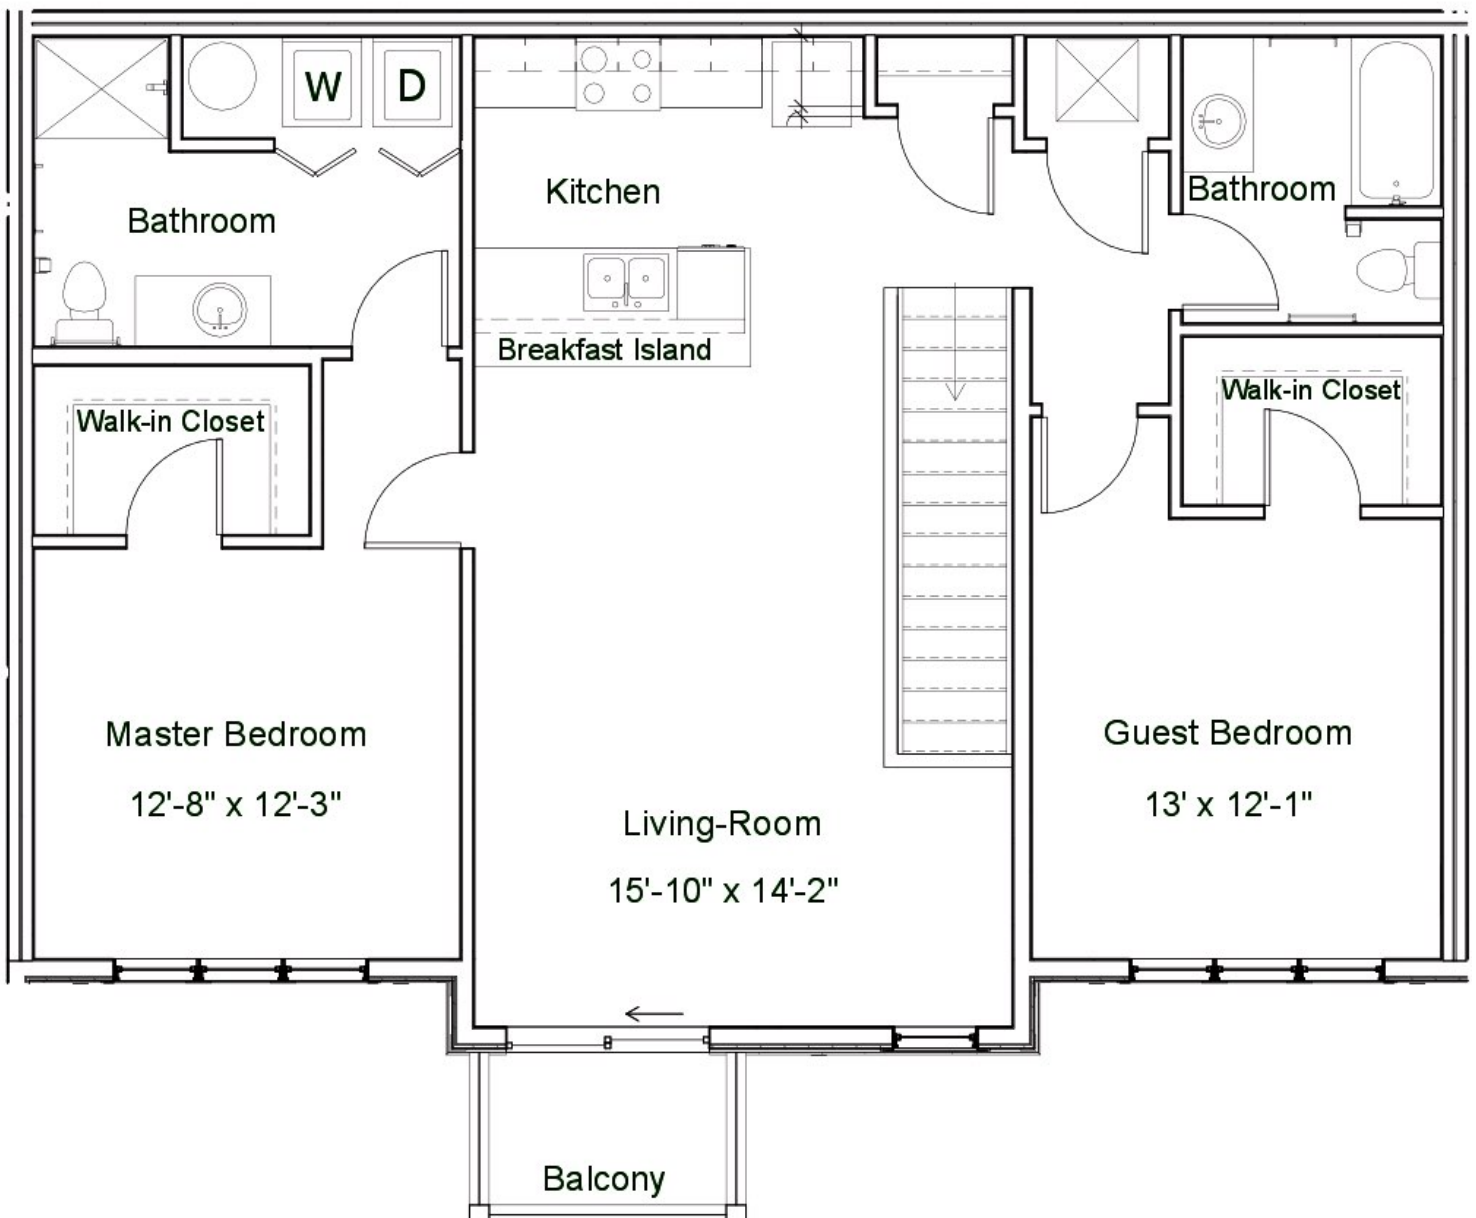 W
D
Kitchen
Bathroom
Bathroom
Breakfast Island
Walk-in Closet
Walk-in Closet
Master Bedroom
12'-8" x 12'-3"
Guest Bedroom
13' x 12'-1"
Living-Room
15'-10" x 14'-2"
Balcony